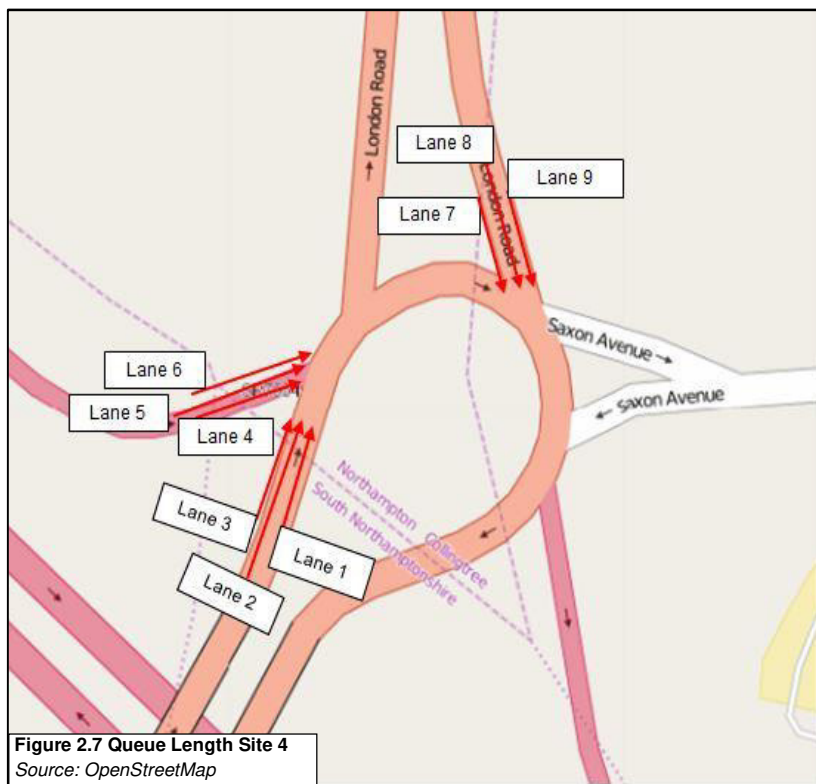 London Road
Lane 8
Lane 9
Lane 7
London Road
Saxon Avenue
Lane 6
Lane 5
Lane 4
Saxon Avenue
Northampton Collingtree
South Northamptonshire
Lane 3
Lane 1
Lane 2
Figure 2.7 Queue Length Site 4
Source: OpenStreetMap